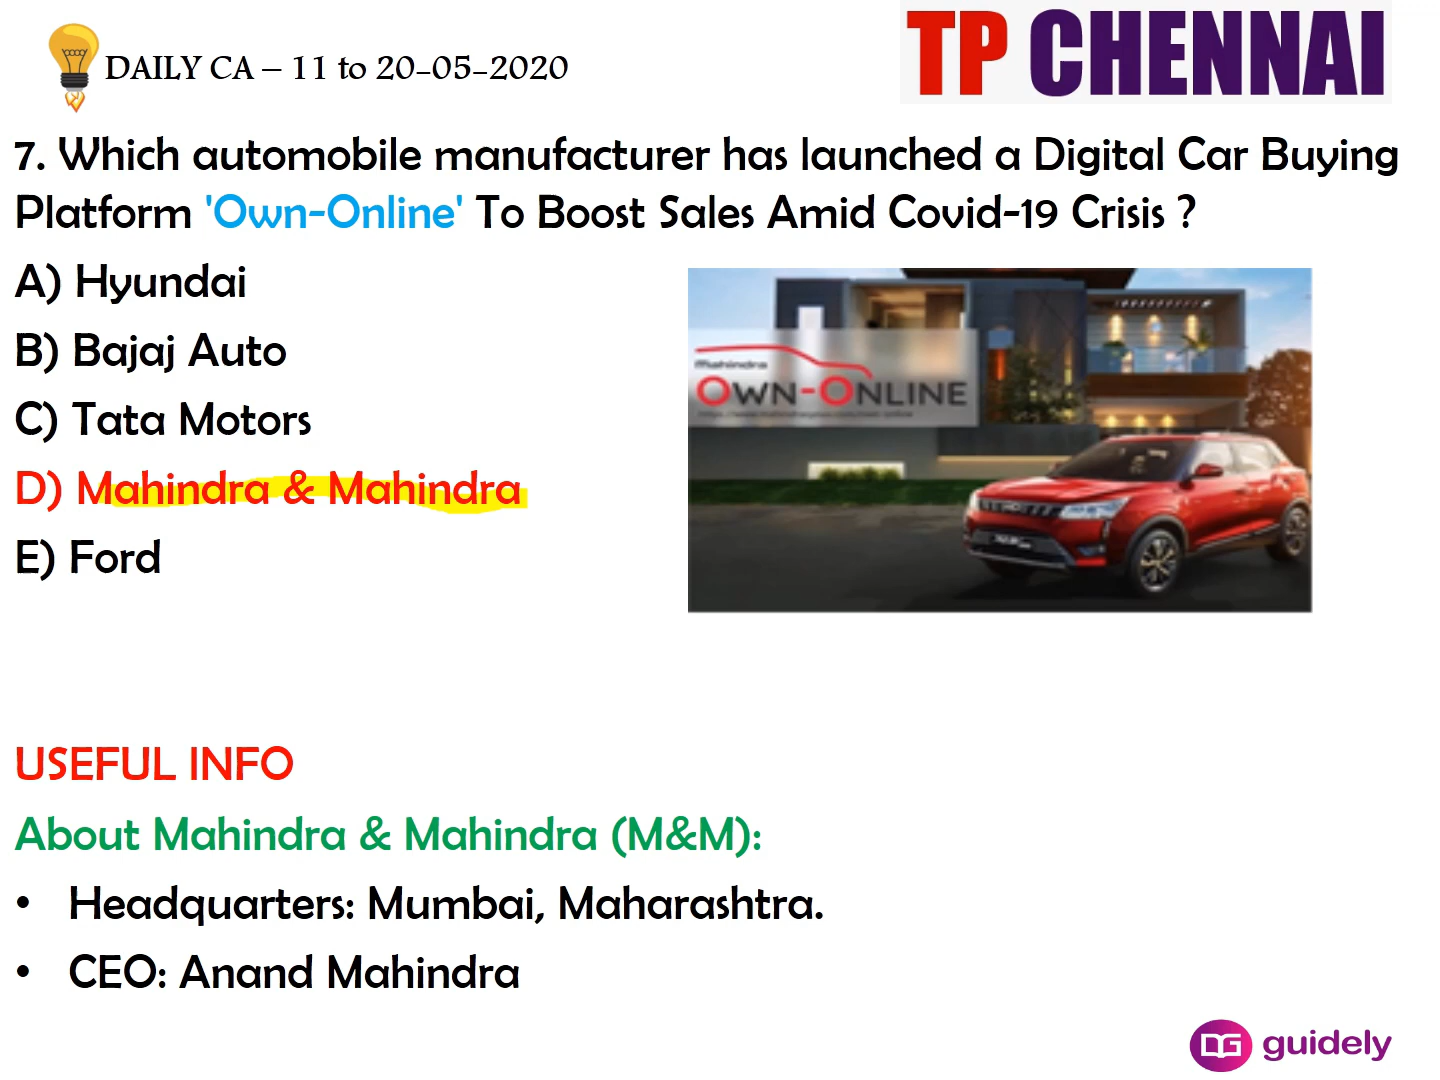 DAILY CA – 11 to 20-05-2020
TP CHENNAI
7. Which automobile manufacturer has launched a Digital Car Buying
Platform 'Own-Online' To Boost Sales Amid Covid-19 Crisis ?
A) Hyundai
B) Bajaj Auto
C) Tata Motors
D) Mahindra & Mahindra
E) Ford
Mahindra
OWN-ONLINE
USEFUL INFO
About Mahindra & Mahindra (M&M):
• Headquarters: Mumbai, Maharashtra.
• CEO: Anand Mahindra
guidely